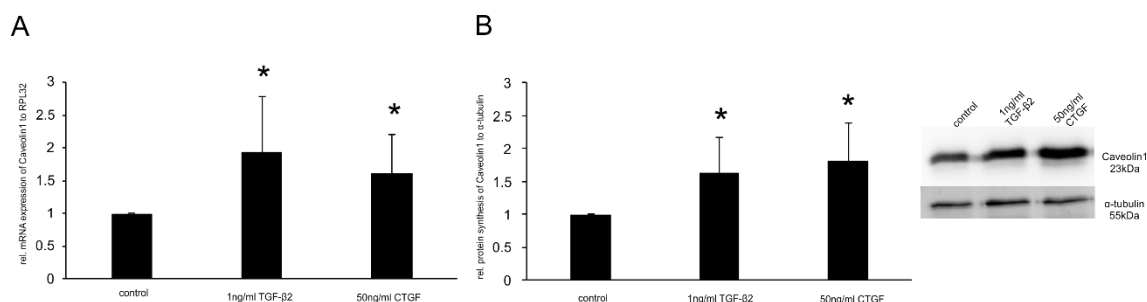 A
rel. mRNA expression of Caveolin1 to RPL32
3
2.5
2
1.5
1
0.5
0
*
*
control
1ng/ml TGF-β2
50ng/ml CTGF
B
rel. protein synthesis of Caveolin1 to α-tubulin
3
2.5
2
1.5
1
0.5
0
*
*
control
1ng/ml TGF-β2
50ng/ml CTGF
control
1ng/ml
TGF-β2
50ng/ml
CTGF
Caveolin1
23kDa
α-tubulin
55kDa